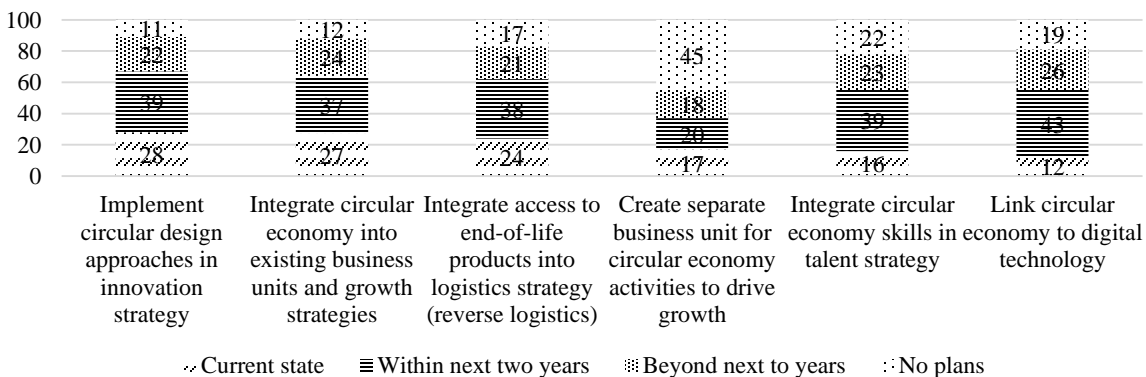 100
80
60
40
20
0
11
22
39
28
12
24
37
27
17
21
38
24
45
18
20
17
22
23
39
16
19
26
43
12
Implement
circular design
approaches in
innovation
strategy
Integrate circular
economy into
existing business
units and growth
strategies
Integrate access to
end-of-life
products into
logistics strategy
(reverse logistics)
Create separate
business unit for
circular economy
activities to drive
growth
Integrate circular
economy skills in
talent strategy
Link circular
economy to digital
technology
Current state
Within next two years
Beyond next to years
No plans